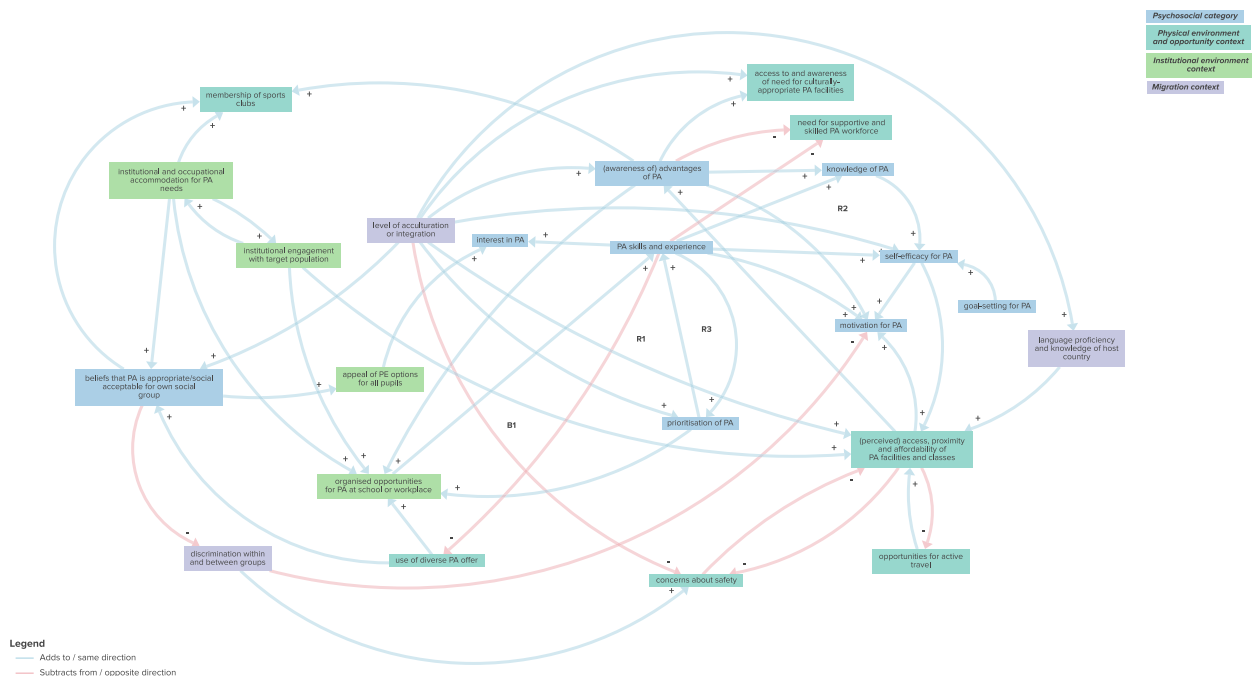 Psychosocial category
Physical environment
and opportunity context
Institutional environment
context
Migration context
membership of sports
clubs
access to and awareness
of need for culturally-
appropriate PA facilities
need for supportive and
skilled PA workforce
institutional and occupational
accommodation for PA
needs
(awareness of) advantages
of PA
knowledge of PA
R2
level of acculturation
or integration
interest in PA
PA skills and experience
institutional engagement
with target population
self-efficacy for PA
goal-setting for PA
motivation for PA
R1
R3
language proficiency
and knowledge of host
country
beliefs that PA is appropriate/social
acceptable for own social
group
appeal of PE options
for all pupils
prioritisation of PA
B1
(perceived) access, proximity
and affordability of
PA facilities and classes
organised opportunities
for PA at school or workplace
discrimination within
and between groups
use of diverse PA offer
opportunities for active
travel
concerns about safety
Legend
Adds to / same direction
Subtracts from / opposite direction